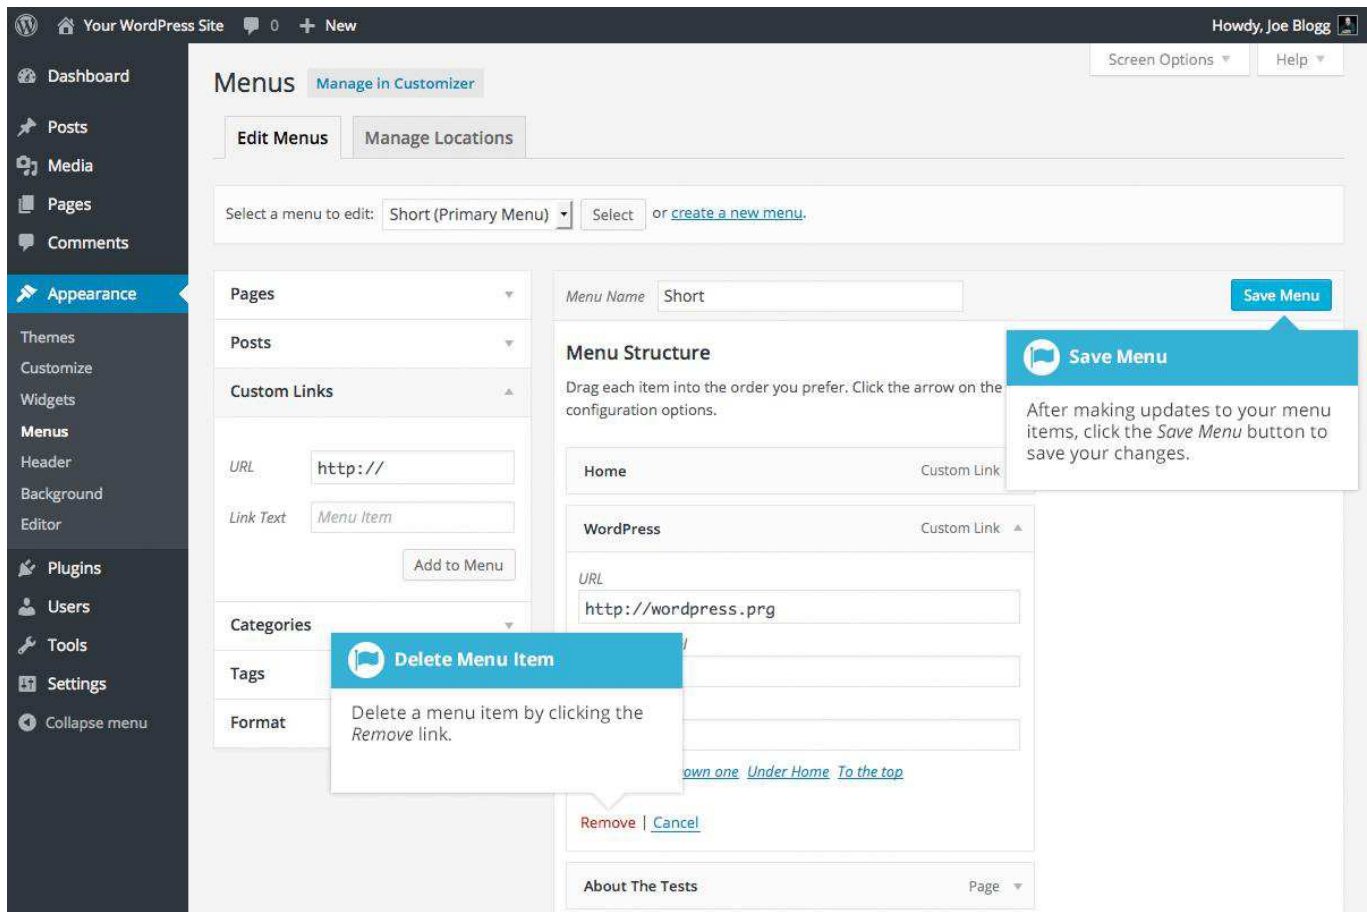 Your WordPress Site 0 + New Howdy, Joe Blogg
Screen Options Help
Dashboard
Posts
Media
Pages
Comments
Appearance
Themes
Customize
Widgets
Menus
Header
Background
Editor
Plugins
Users
Tools
Settings
Collapse menu
Menus Manage in Customizer
Edit Menus Manage Locations
Select a menu to edit: Short (Primary Menu) Select or create a new menu.
Pages
Posts
Custom Links
URL http://
Link Text Menu Item
Add to Menu
Categories
Tags
Format
Delete Menu Item
Delete a menu item by clicking the
Remove link.
Menu Name Short Save Menu
Menu Structure
Drag each item into the order you prefer. Click the arrow on the
configuration options.
Save Menu
After making updates to your menu
items, click the Save Menu button to
save your changes.
Home Custom Link
WordPress Custom Link
URL
http://wordpress.prg
own one Under Home To the top
Remove | Cancel
About The Tests Page